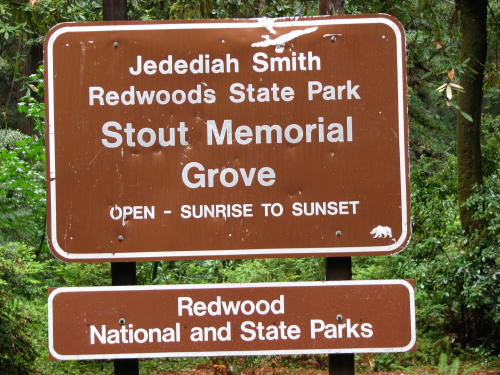 Jedediah Smith
Redwoods State Park
Stout Memorial
Grove
OPEN - SUNRISE TO SUNSET
Redwood
National and State Parks